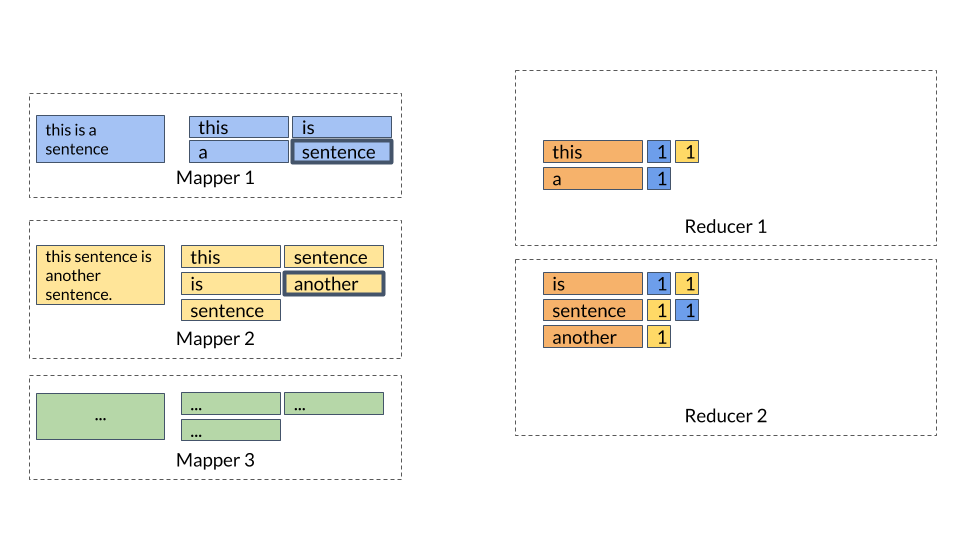 this is a
sentence
this is
a sentence
Mapper 1
this sentence is
another
sentence.
this sentence
is another
sentence
Mapper 2
...
... ...
...
Mapper 3
this 1 1
a 1
Reducer 1
is 1 1
sentence 1 1
another 1
Reducer 2